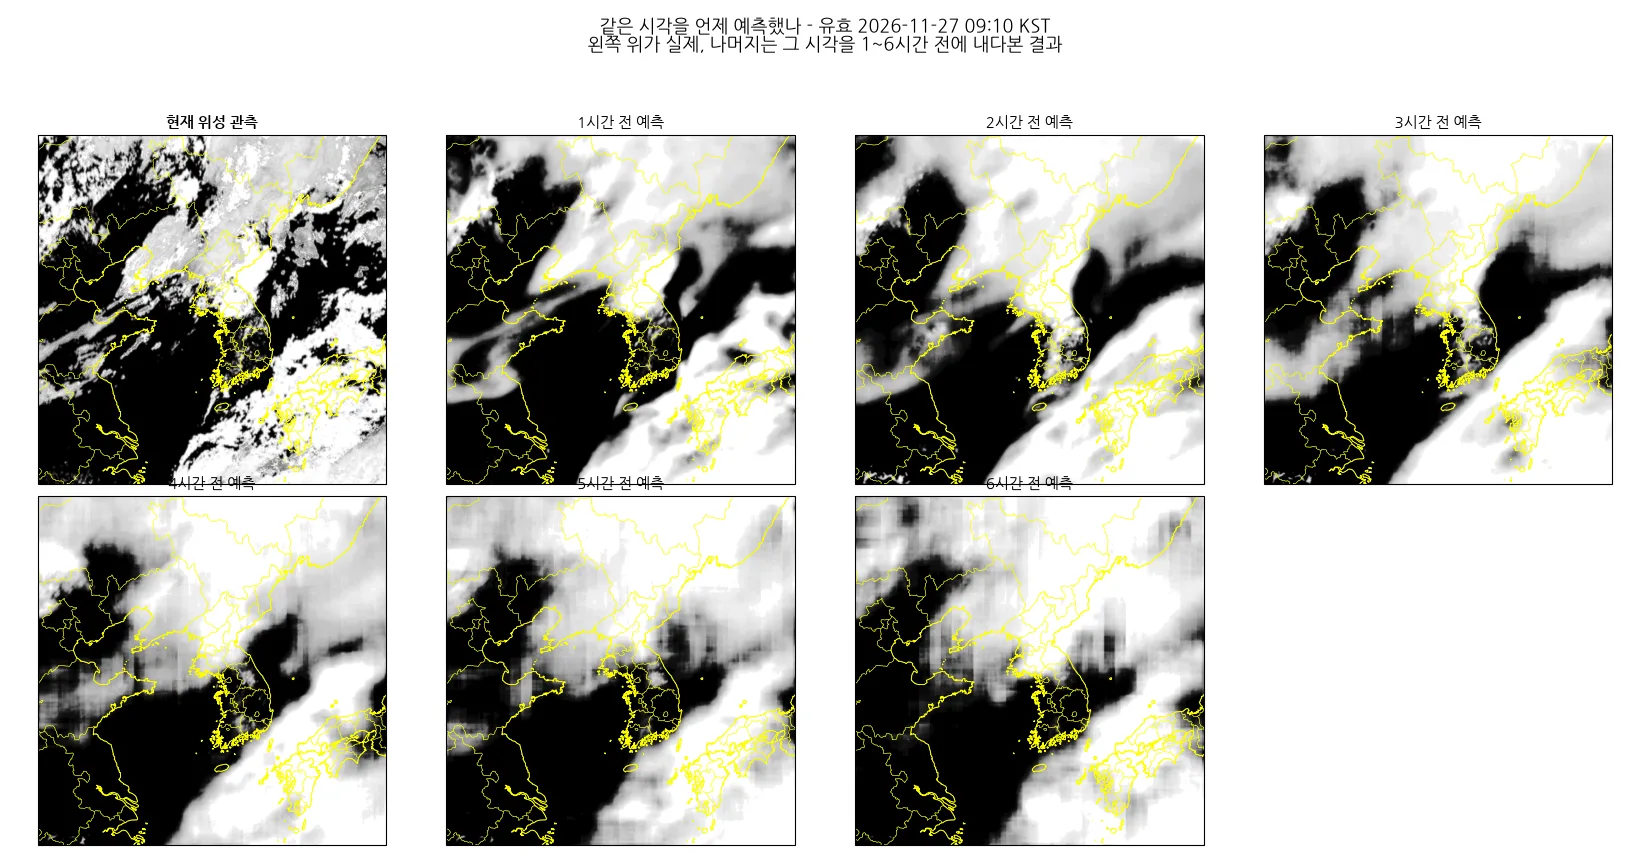 같은 시각을 언제 예측했나 - 유효 2026-11-27 09:10 KST
왼쪽 위가 실제, 나머지는 그 시각을 1~6시간 전에 내다본 결과
현재 위성 관측
1시간 전 예측
2시간 전 예측
3시간 전 예측
4시간 전 예측
5시간 전 예측
6시간 전 예측